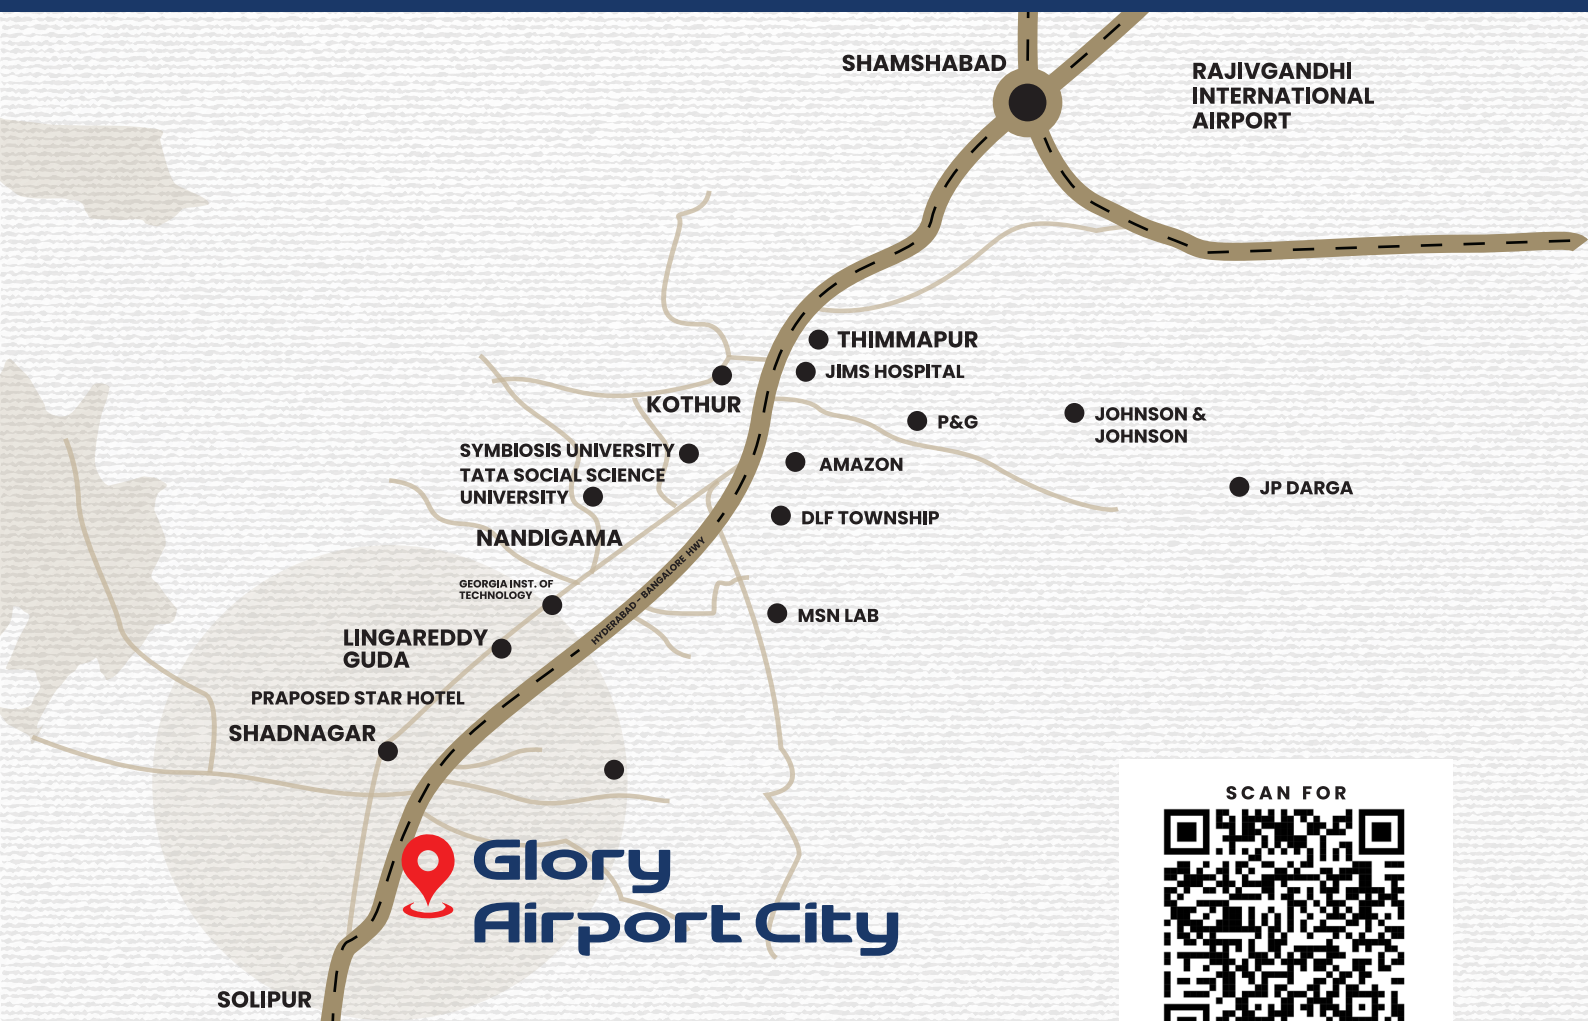 SHAMSHABAD
RAJIVGANDHI
INTERNATIONAL
AIRPORT
THIMMAPUR
JIMS HOSPITAL
KOTHUR
P&G
JOHNSON &
JOHNSON
SYMBIOSIS UNIVERSITY
TATA SOCIAL SCIENCE
UNIVERSITY
AMAZON
JP DARGA
DLF TOWNSHIP
NANDIGAMA
HYDERABAD - BANGALORE HWY
GEORGIA INST. OF
TECHNOLOGY
MSN LAB
LINGAREDDY
GUDA
PRAPOSED STAR HOTEL
SHADNAGAR
SCAN FOR
Glory
Airport City
SOLIPUR